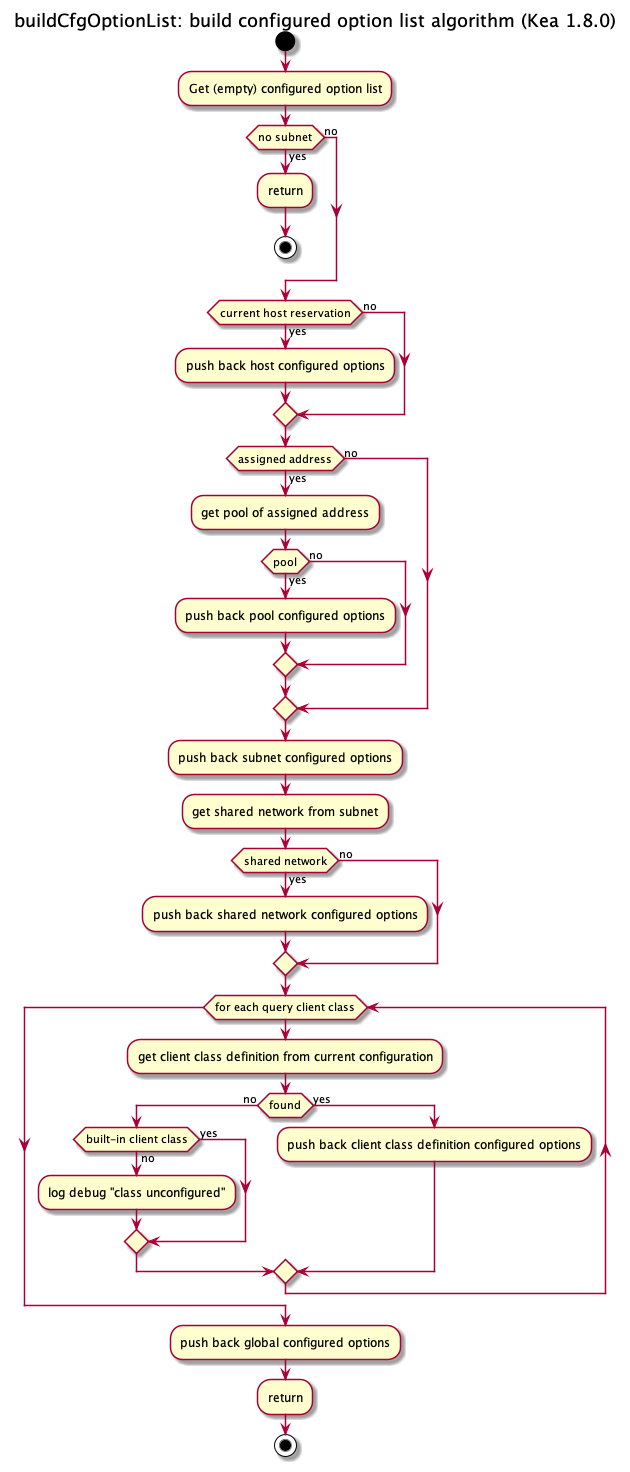 buildCfgOptionList: build configured option list algorithm (Kea 1.8.0)
Get (empty) configured option list
no subnet
no
yes
return
current host reservation
no
yes
push back host configured options
assigned address
no
yes
get pool of assigned address
pool
no
yes
push back pool configured options
push back subnet configured options
get shared network from subnet
shared network
no
yes
push back shared network configured options
for each query client class
get client class definition from current configuration
no
found
yes
built-in client class
yes
no
push back client class definition configured options
log debug "class unconfigured"
push back global configured options
return